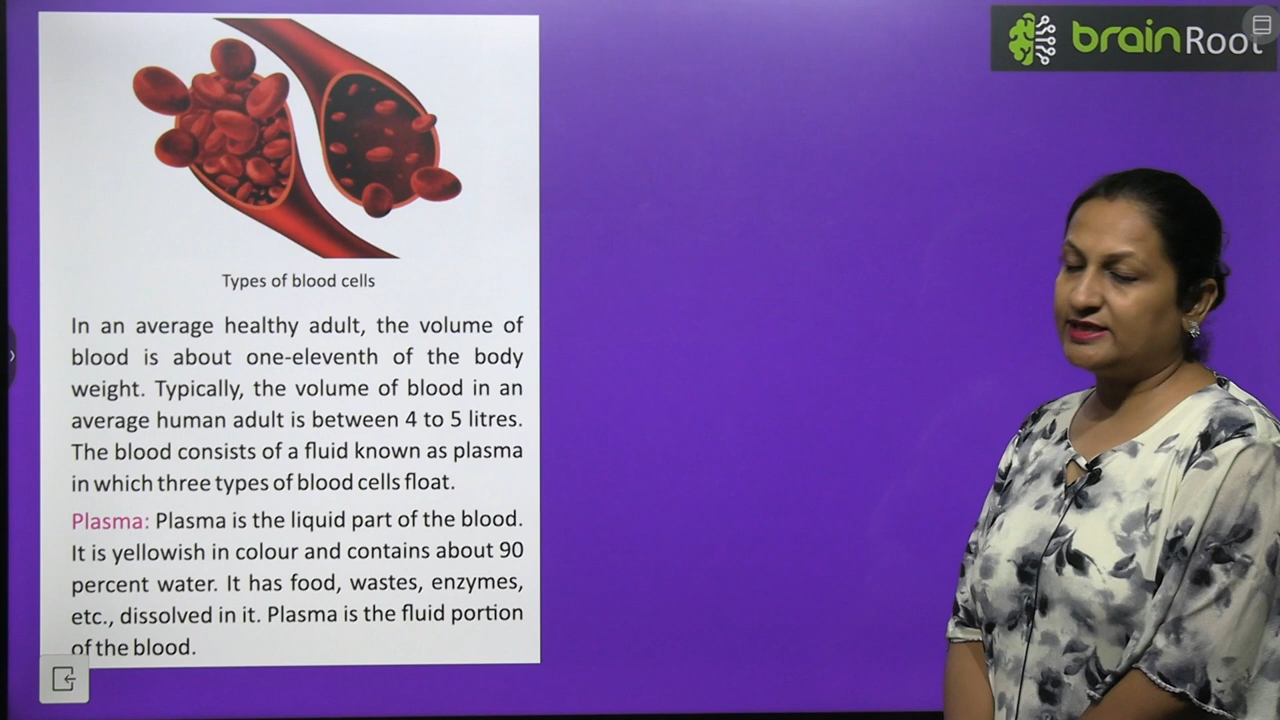 brainRoot
Types of blood cells
In an average healthy adult, the volume of
blood is about one-eleventh of the body
weight. Typically, the volume of blood in an
average human adult is between 4 to 5 litres.
The blood consists of a fluid known as plasma
in which three types of blood cells float.
Plasma: Plasma is the liquid part of the blood.
It is yellowish in colour and contains about 90
percent water. It has food, wastes, enzymes,
etc., dissolved in it. Plasma is the fluid portion
of the blood.